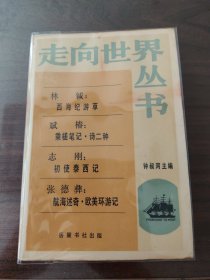 走向世界
丛书
林鍼：
西海纪游草
斌椿：
乘槎笔记·诗二种
志刚：
初使泰西记
张德彝：
航海述奇·欧美环游记
钟叔河主编
岳麓书社出版